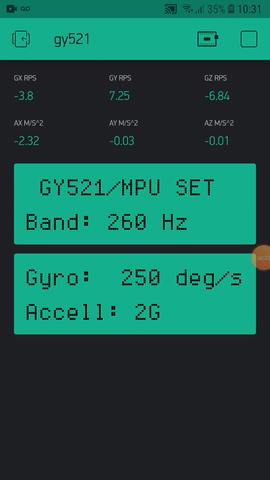 35% 10:31
gy521
GX RPS GY RPS GZ RPS
-3.8 7.25 -6.84
AX M/S^2 AY M/S^2 AZ M/S^2
-2.32 -0.03 -0.01
GY521/MPU SET
Band: 260 Hz
Gyro: 250 deg/s
Accell: 2G